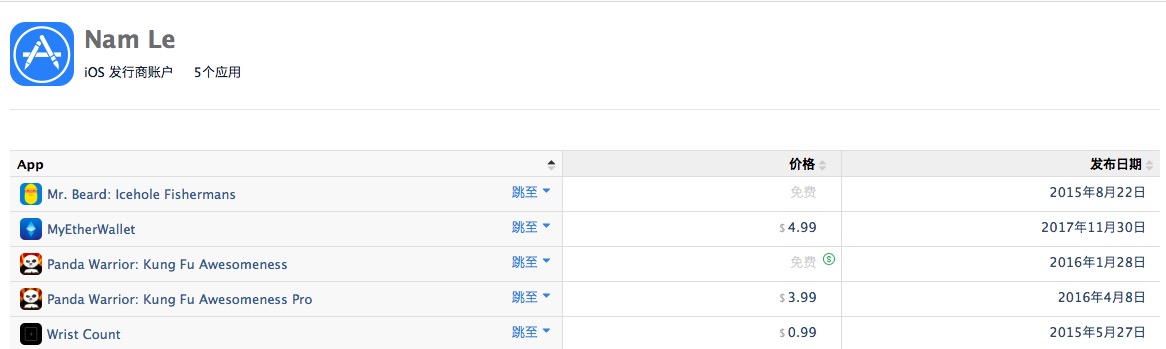 Nam Le
iOS 发行商账户 5个应用
App 价格 发布日期
Mr. Beard: Icehole Fishermans 跳至 免费 2015年8月22日
MyEtherWallet 跳至 $4.99 2017年11月30日
Panda Warrior: Kung Fu Awesomeness 跳至 免费 $ 2016年1月28日
Panda Warrior: Kung Fu Awesomeness Pro 跳至 $3.99 2016年4月8日
Wrist Count 跳至 $0.99 2015年5月27日